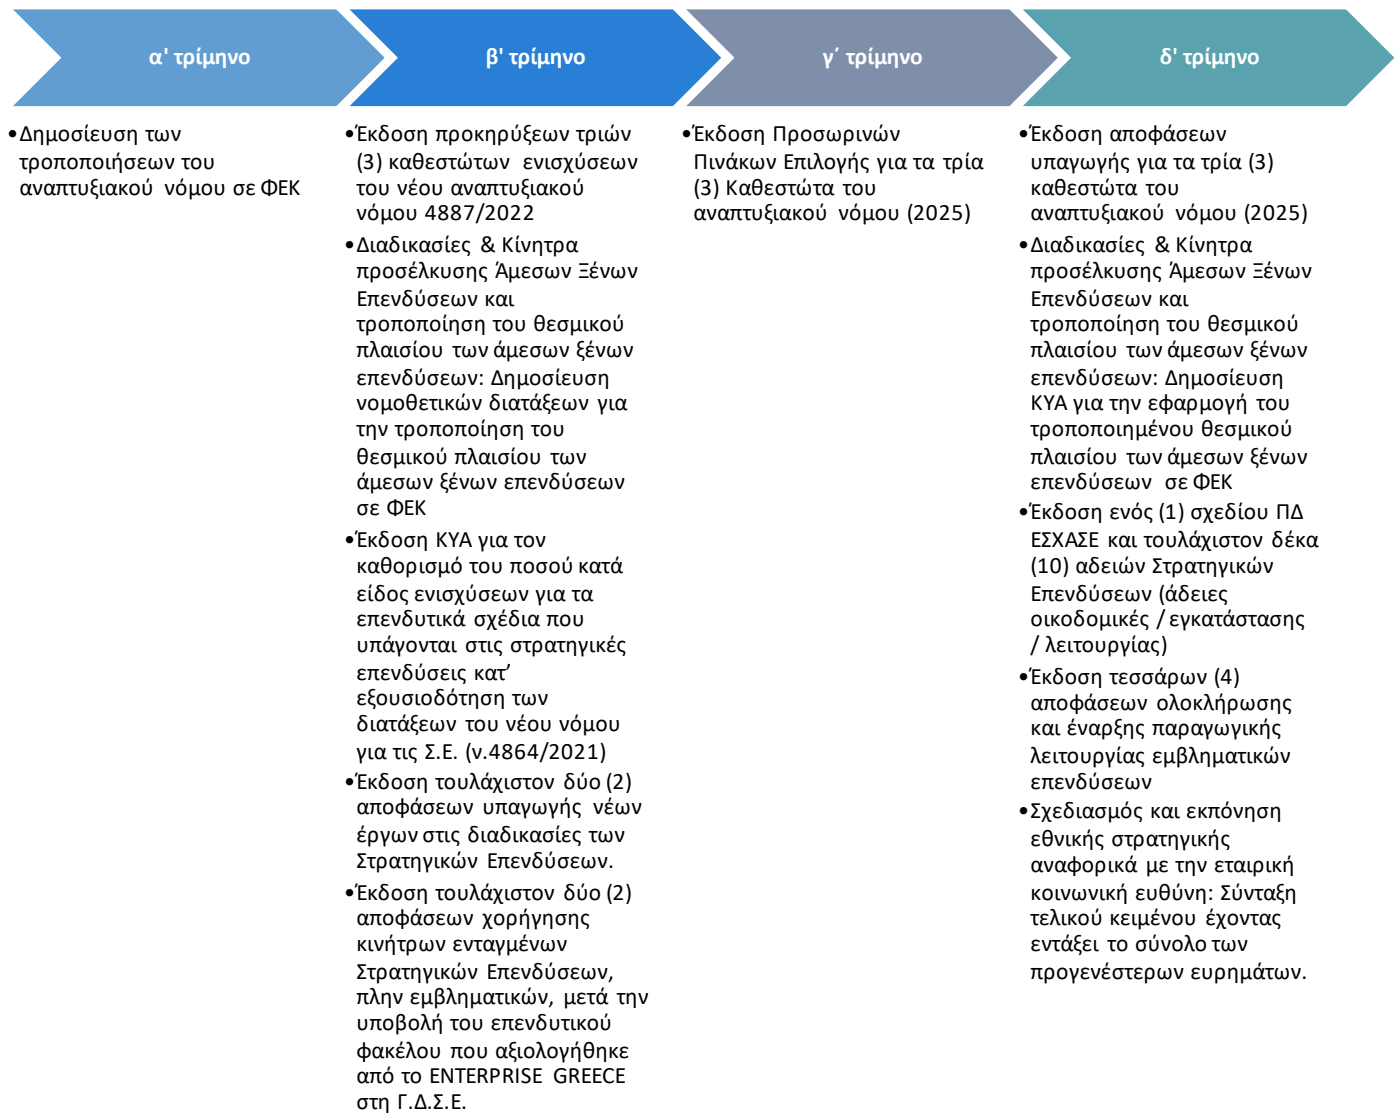 α' τρίμηνο
β' τρίμηνο
γ΄ τρίμηνο
δ' τρίμηνο
•Δημοσίευση των
τροποποιήσεων του
αναπτυξιακού νόμου σε ΦΕΚ
•Έκδοση προκηρύξεων τριών
(3) καθεστώτων ενισχύσεων
του νέου αναπτυξιακού
νόμου 4887/2022
•Διαδικασίες & Κίνητρα
προσέλκυσης Άμεσων Ξένων
Επενδύσεων και
τροποποίηση του θεσμικού
πλαισίου των άμεσων ξένων
επενδύσεων: Δημοσίευση
νομοθετικών διατάξεων για
την τροποποίηση του
θεσμικού πλαισίου των
άμεσων ξένων επενδύσεων
σε ΦΕΚ
•Έκδοση ΚΥΑ για τον
καθορισμό του ποσού κατά
είδος ενισχύσεων για τα
επενδυτικά σχέδια που
υπάγονται στις στρατηγικές
επενδύσεις κατ’
εξουσιοδότηση των
διατάξεων του νέου νόμου
για τις Σ.Ε. (ν.4864/2021)
•Έκδοση τουλάχιστον δύο (2)
αποφάσεων υπαγωγής νέων
έργων στις διαδικασίες των
Στρατηγικών Επενδύσεων.
•Έκδοση τουλάχιστον δύο (2)
αποφάσεων χορήγησης
κινήτρων ενταγμένων
Στρατηγικών Επενδύσεων,
πλην εμβληματικών, μετά την
υποβολή του επενδυτικού
φακέλου που αξιολογήθηκε
από το ENTERPRISE GREECE
στη Γ.Δ.Σ.Ε.
•Έκδοση Προσωρινών
Πινάκων Επιλογής για τα τρία
(3) Καθεστώτα του
αναπτυξιακού νόμου (2025)
•Έκδοση αποφάσεων
υπαγωγής για τα τρία (3)
καθεστώτα του
αναπτυξιακού νόμου (2025)
•Διαδικασίες & Κίνητρα
προσέλκυσης Άμεσων Ξένων
Επενδύσεων και
τροποποίηση του θεσμικού
πλαισίου των άμεσων ξένων
επενδύσεων: Δημοσίευση
ΚΥΑ για την εφαρμογή του
τροποποιημένου θεσμικού
πλαισίου των άμεσων ξένων
επενδύσεων σε ΦΕΚ
•Έκδοση ενός (1) σχεδίου ΠΔ
ΕΣΧΑΣΕ και τουλάχιστον δέκα
(10) αδειών Στρατηγικών
Επενδύσεων (άδειες
οικοδομικές / εγκατάστασης
/ λειτουργίας)
•Έκδοση τεσσάρων (4)
αποφάσεων ολοκλήρωσης
και έναρξης παραγωγικής
λειτουργίας εμβληματικών
επενδύσεων
•Σχεδιασμός και εκπόνηση
εθνικής στρατηγικής
αναφορικά με την εταιρική
κοινωνική ευθύνη: Σύνταξη
τελικού κειμένου έχοντας
εντάξει το σύνολο των
προγενέστερων ευρημάτων.